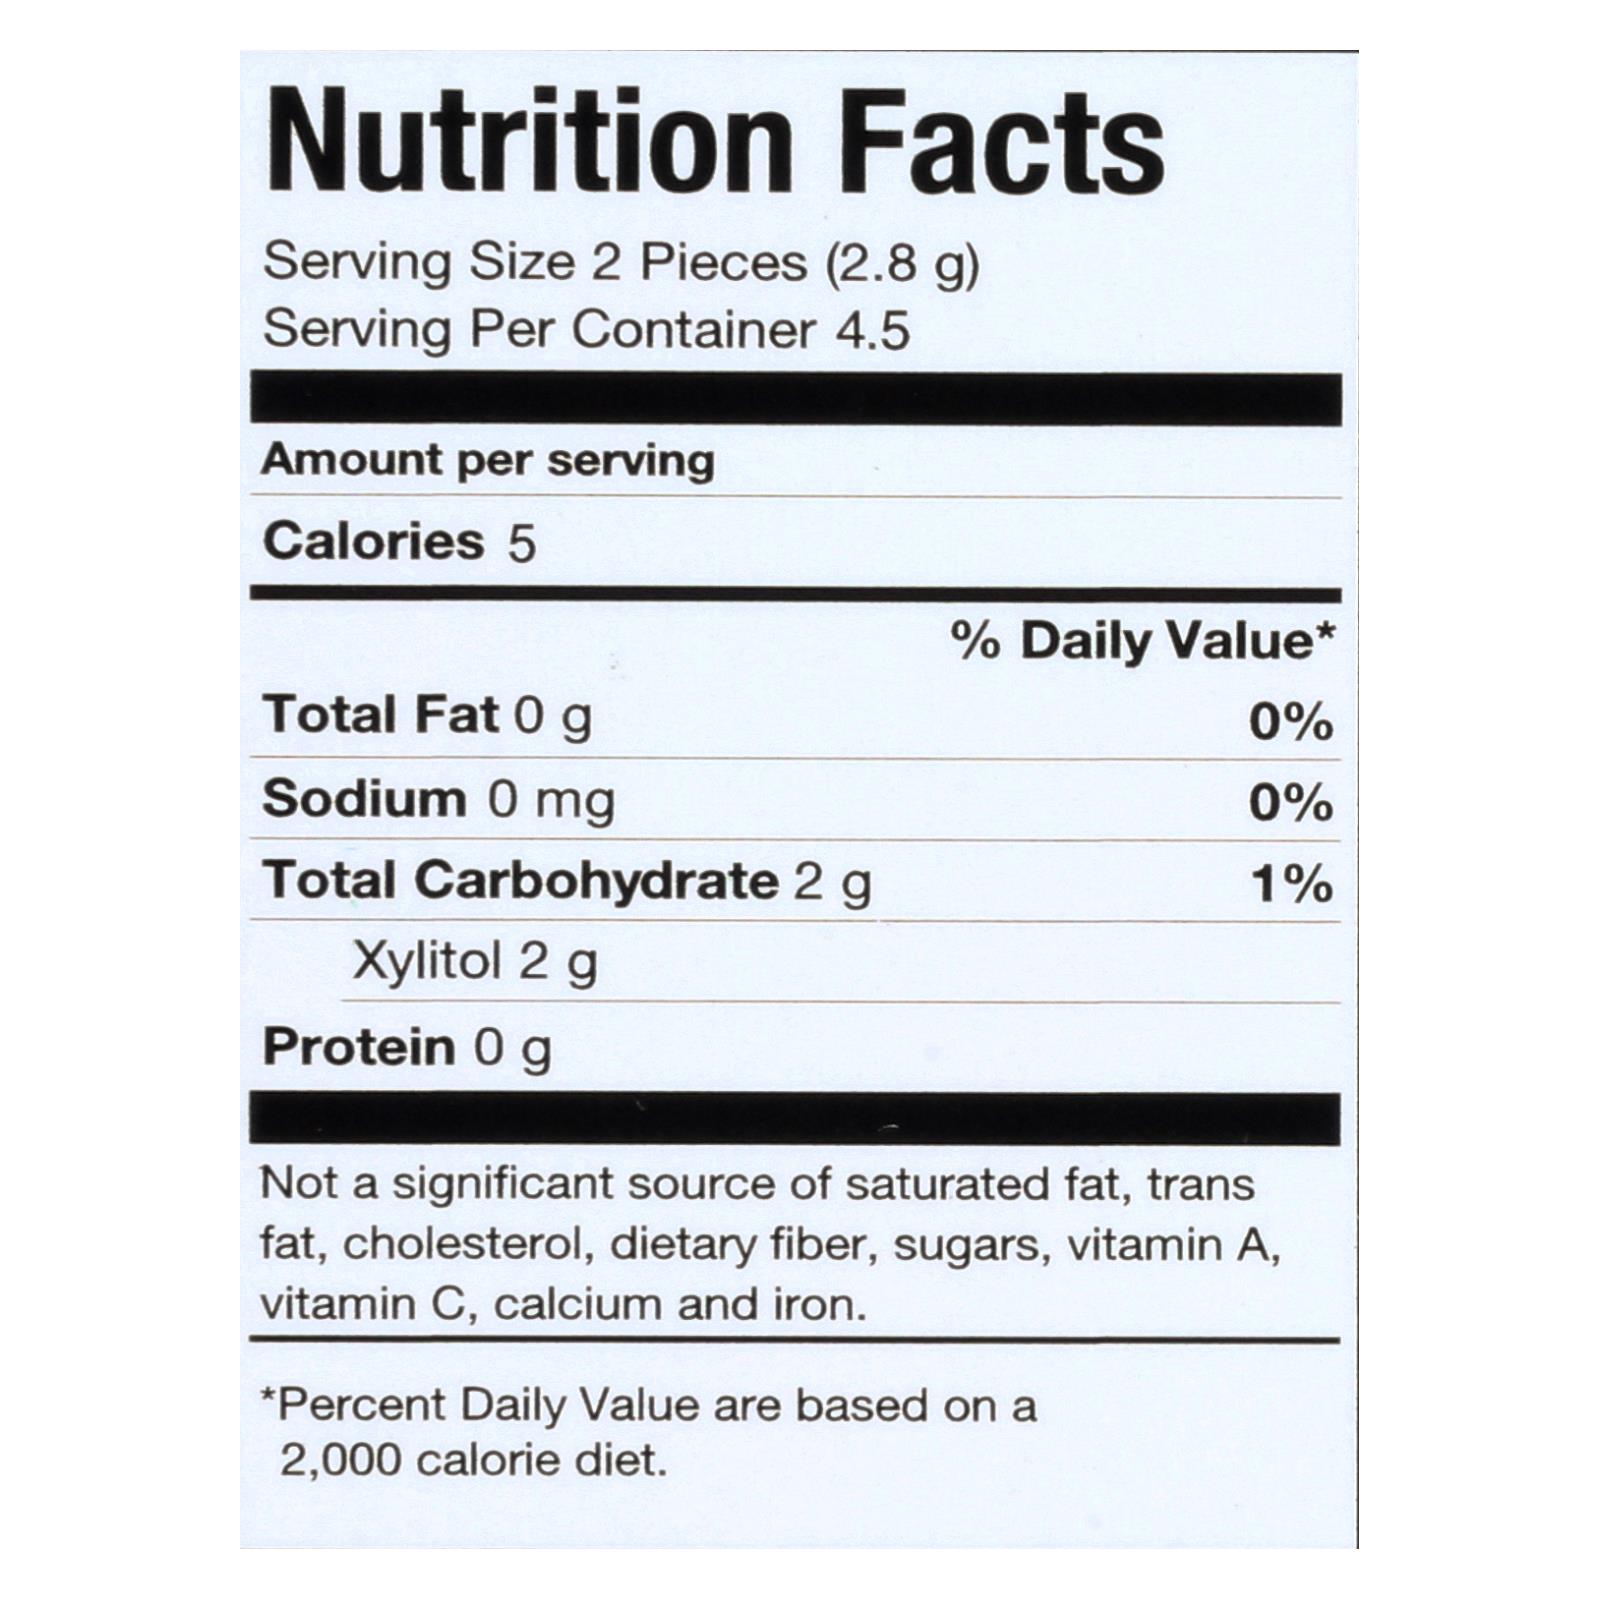 Nutrition Facts
Serving Size 2 Pieces (2.8 g)
Serving Per Container 4.5
Amount per serving
Calories 5
% Daily Value*
Total Fat 0 g 0%
Sodium 0 mg 0%
Total Carbohydrate 2 g 1%
Xylitol 2 g
Protein 0 g
Not a significant source of saturated fat, trans
fat, cholesterol, dietary fiber, sugars, vitamin A,
vitamin C, calcium and iron.
*Percent Daily Value are based on a
2,000 calorie diet.